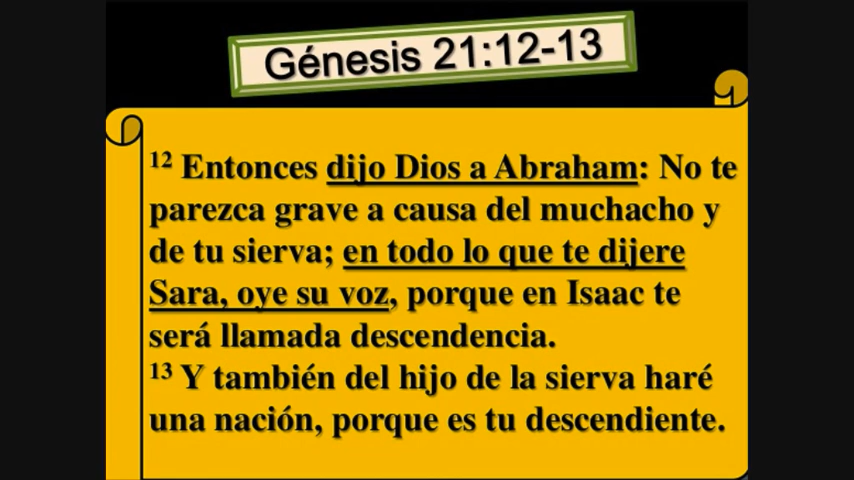 Génesis 21:12-13
12 Entonces dijo Dios a Abraham: No te
parezca grave a causa del muchacho y
de tu sierva; en todo lo que te dijere
Sara, oye su voz, porque en Isaac te
será llamada descendencia.
13 Y también del hijo de la sierva haré
una nación, porque es tu descendiente.